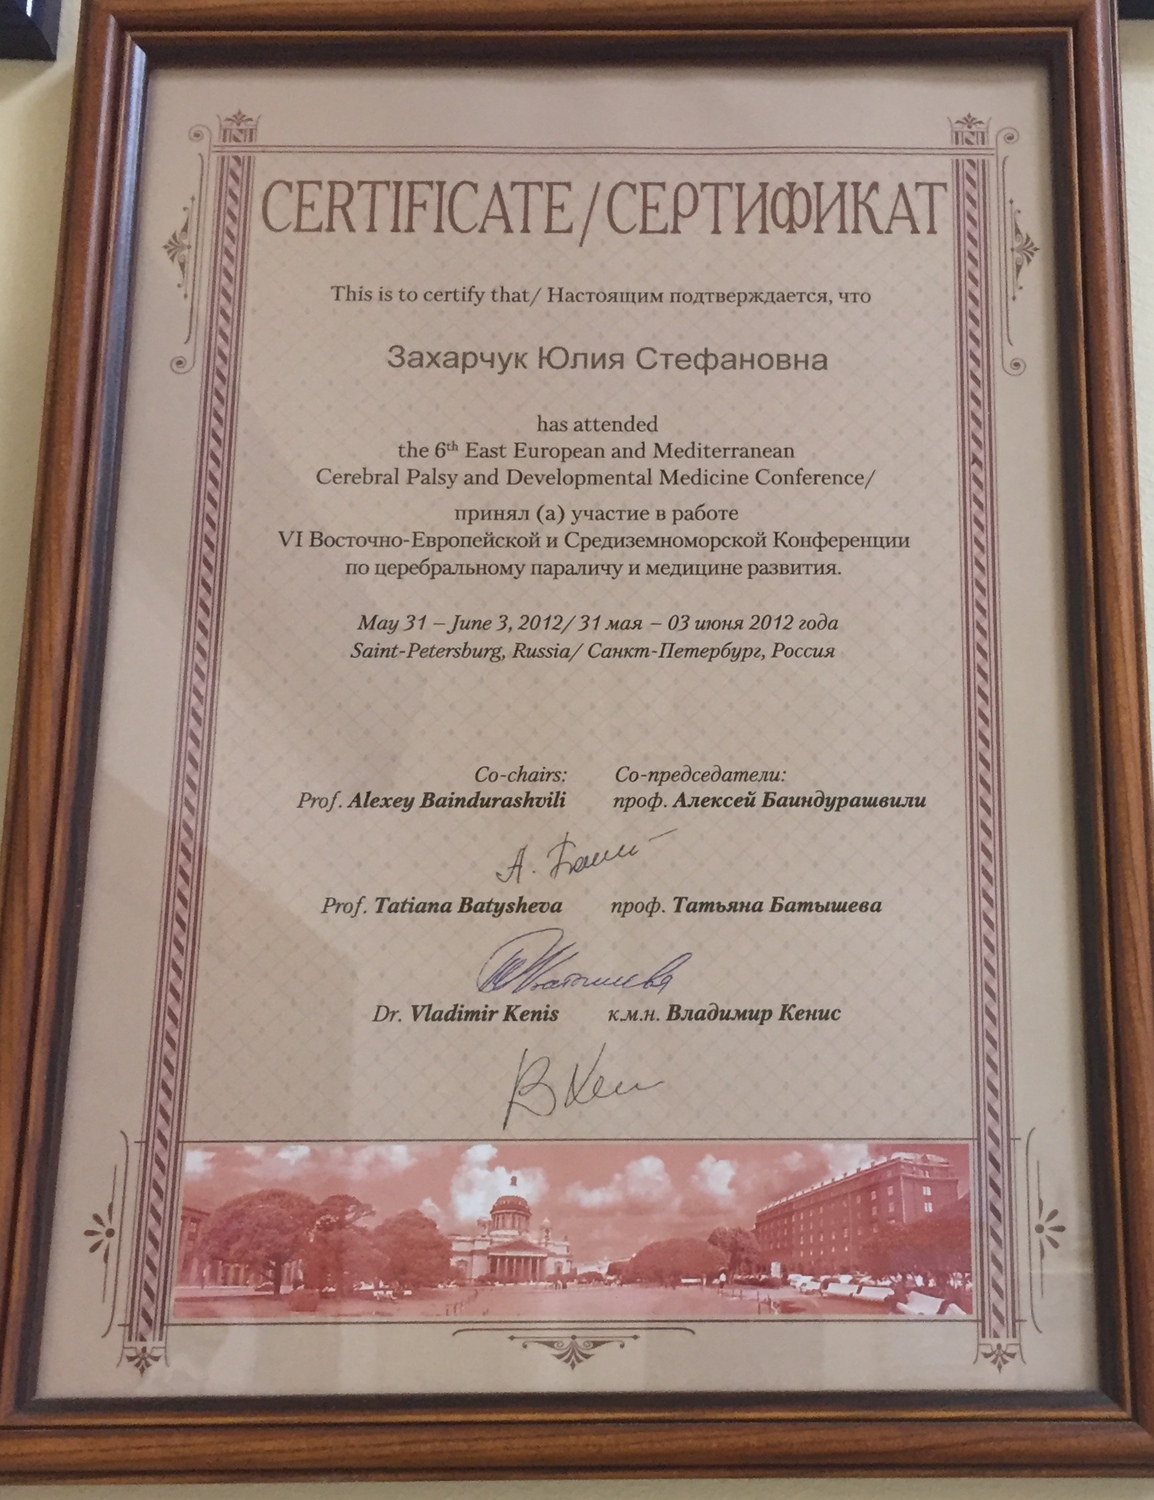 CERTIFICATE/СЕРТИФИКАТ
This is to certify that/ Настоящим подтверждается, что
Захарчук Юлия Стефановна
has attended
the 6th East European and Mediterranean
Cerebral Palsy and Developmental Medicine Conference/
принял (а) участие в работе
VI Восточно-Европейской и Средиземноморской Конференции
по церебральному параличу и медицине развития.
May 31 – June 3, 2012/ 31 мая – 03 июня 2012 года
Saint-Petersburg, Russia/ Санкт-Петербург, Россия
Co-chairs: Со-председатели:
Prof. Alexey Baindurashvili проф. Алексей Баиндурашвили
Prof. Tatiana Batysheva проф. Татьяна Батышева
Dr. Vladimir Kenis к.м.н. Владимир Кенис